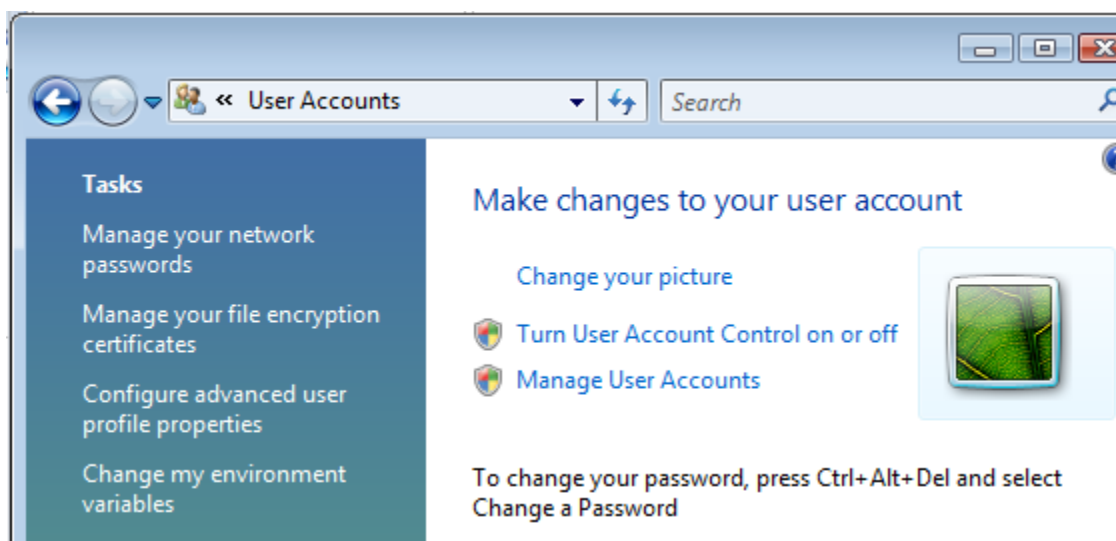 « User Accounts
Search
Tasks
Manage your network
passwords
Manage your file encryption
certificates
Configure advanced user
profile properties
Change my environment
variables
Make changes to your user account
Change your picture
Turn User Account Control on or off
Manage User Accounts
To change your password, press Ctrl+Alt+Del and select
Change a Password